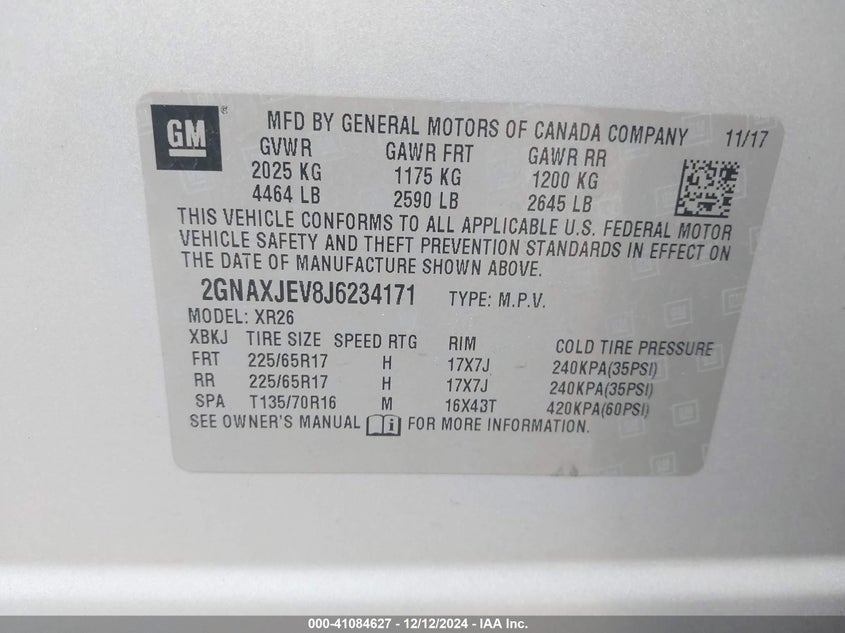 GM ®
MFD BY GENERAL MOTORS OF CANADA COMPANY 11/17
GVWR GAWR FRT GAWR RR
2025 KG 1175 KG 1200 KG
4464 LB 2590 LB 2645 LB
THIS VEHICLE CONFORMS TO ALL APPLICABLE U.S. FEDERAL MOTOR
VEHICLE SAFETY AND THEFT PREVENTION STANDARDS IN EFFECT ON
THE DATE OF MANUFACTURE SHOWN ABOVE.
2GNAXJEV8J6234171 TYPE: M.P.V.
MODEL: XR26
XBKJ TIRE SIZE SPEED RTG RIM COLD TIRE PRESSURE
FRT 225/65R17 H 17X7J 240KPA(35PSI)
RR 225/65R17 H 17X7J 240KPA(35PSI)
SPA T135/70R16 M 16X43T 420KPA(60PSI)
SEE OWNER'S MANUAL i FOR MORE INFORMATION.
000-41084627 - 12/12/2024 - IAA Inc.